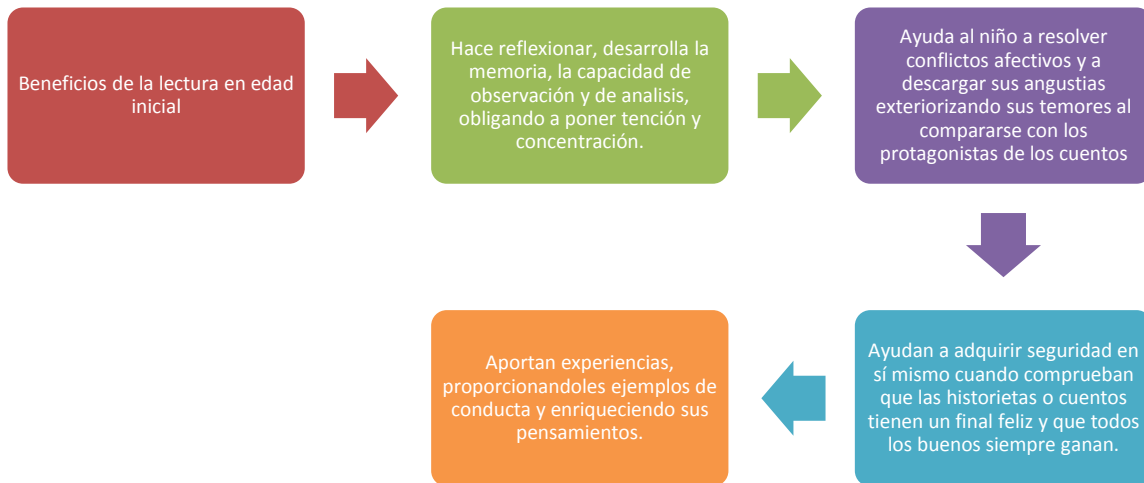 Beneficios de la lectura en edad
inicial
Hace reflexionar, desarrolla la
memoria, la capacidad de
observación y de analisis,
obligando a poner tención y
concentración.
Ayuda al niño a resolver
conflictos afectivos y a
descargar sus angustias
exteriorizando sus temores al
compararse con los
protagonistas de los cuentos
Ayudan a adquirir seguridad en
sí mismo cuando comprueban
que las historietas o cuentos
tienen un final feliz y que todos
los buenos siempre ganan.
Aportan experiencias,
proporcionandoles ejemplos de
conducta y enriqueciendo sus
pensamientos.